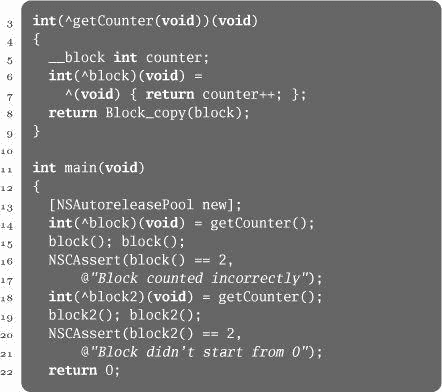 3 int(^getCounter(void))(void)
4 {
5 __block int counter;
6 int(^block)(void) =
7 ^(void) { return counter++; };
8 return Block_copy(block);
9 }
10
11 int main(void)
12 {
13 [NSAutoreleasePool new];
14 int(^block)(void) = getCounter();
15 block(); block();
16 NSCAssert(block() == 2,
17 @"Block counted incorrectly");
18 int(^block2)(void) = getCounter();
19 block2(); block2();
20 NSCAssert(block2() == 2,
21 @"Block didn't start from 0");
22 return 0;